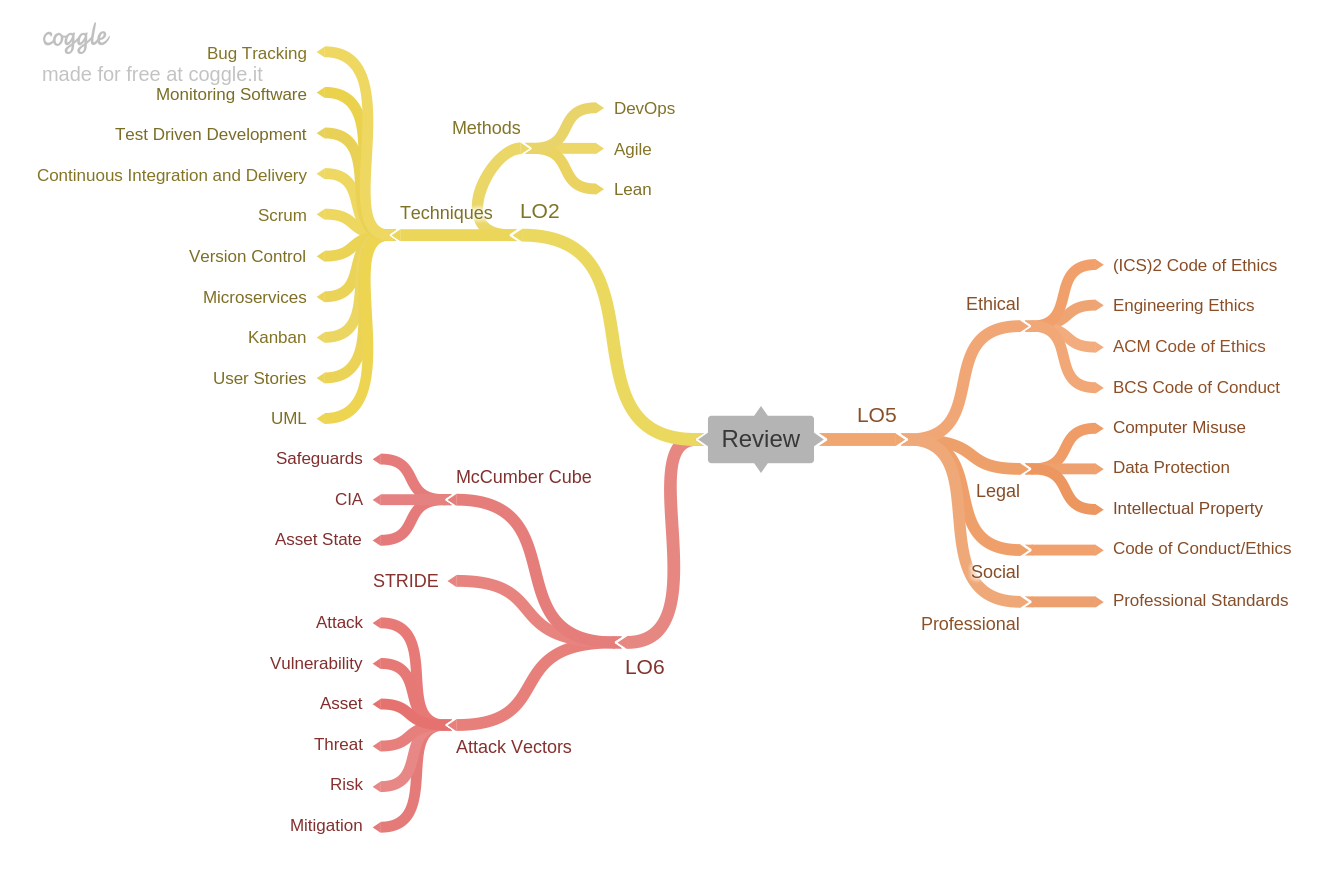 coggle
made for free at coggle.it
Bug Tracking
Monitoring Software
Test Driven Development
Continuous Integration and Delivery
Scrum
Version Control
Microservices
Kanban
User Stories
UML
Techniques
Methods
DevOps
Agile
Lean
LO2
Safeguards
CIA
Asset State
McCumber Cube
STRIDE
Attack
Vulnerability
Asset
Threat
Risk
Mitigation
Attack Vectors
LO6
Review
LO5
Ethical
(ICS)2 Code of Ethics
Engineering Ethics
ACM Code of Ethics
BCS Code of Conduct
Legal
Computer Misuse
Data Protection
Intellectual Property
Social
Code of Conduct/Ethics
Professional
Professional Standards